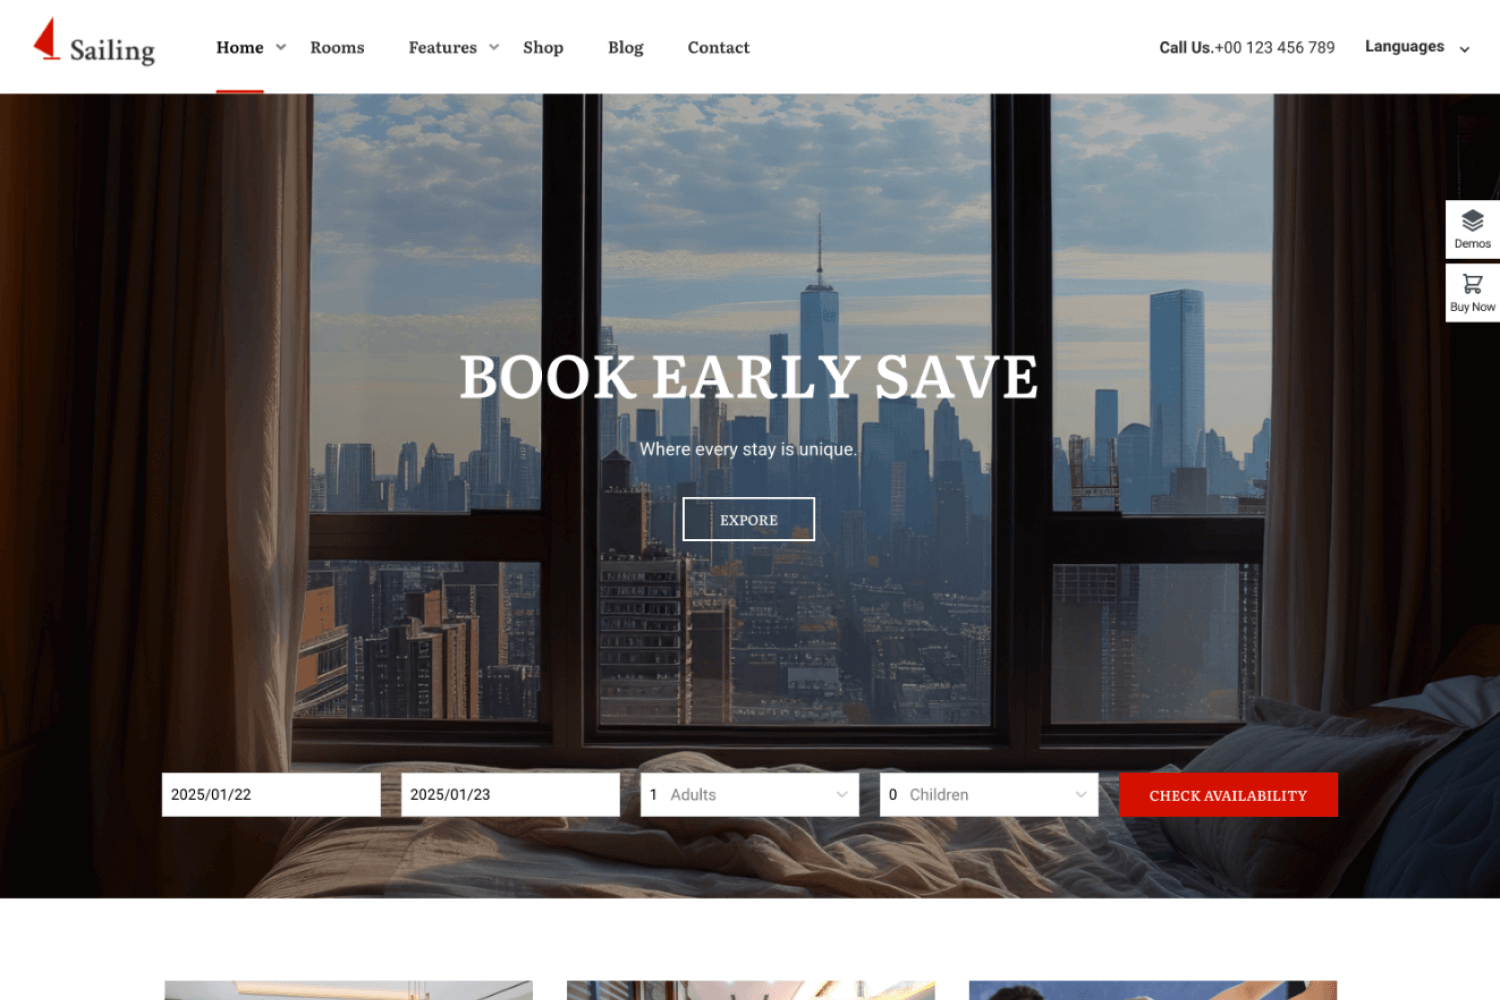 Sailing
Home
Rooms
Features
Shop
Blog
Contact
Call Us.+00 123 456 789
Languages
Demos
Buy Now
BOOK EARLY SAVE
Where every stay is unique.
EXPORE
2025/01/22
2025/01/23
1 Adults
0 Children
CHECK AVAILABILITY